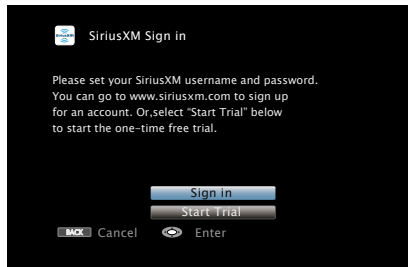 SiriusXM Sign in
Please set your SiriusXM username and password.
You can go to www.siriusxm.com to sign up
for an account. Or,select “Start Trial” below
to start the one-time free trial.
Sign in
Start Trial
BACK Cancel Enter